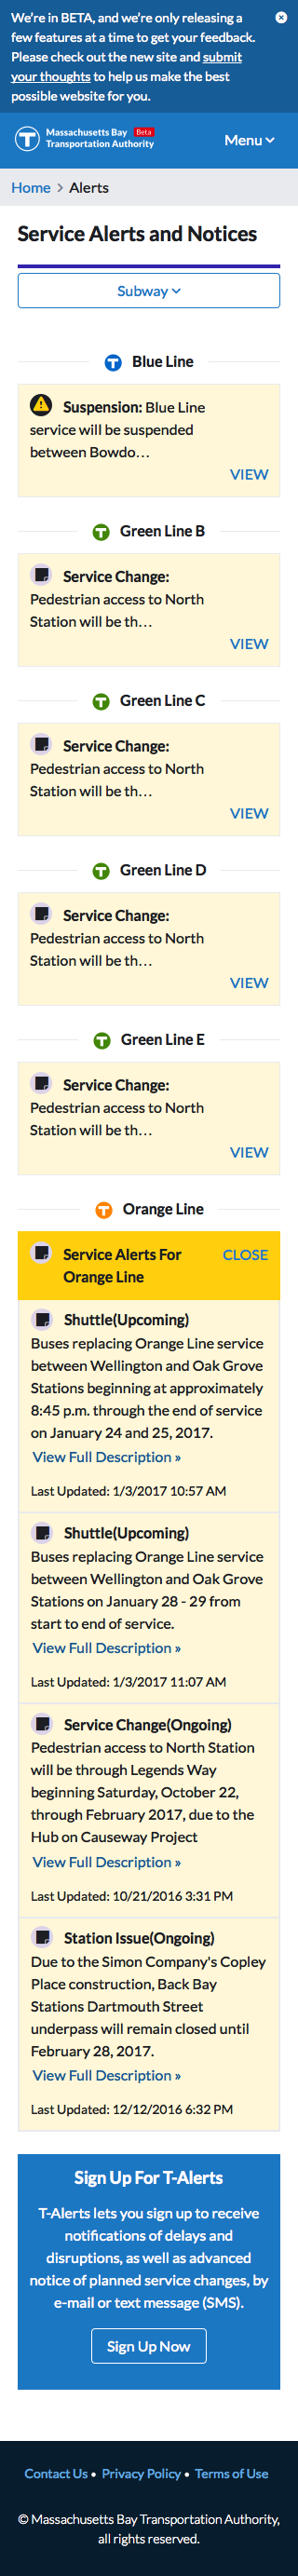 We're in BETA, and we're only releasing a
few features at a time to get your feedback.
Please check out the new site and submit
your thoughts to help us make the best
possible website for you.
Massachusetts Bay Beta
Transportation Authority
Menu
Home > Alerts
Service Alerts and Notices
Subway
T Blue Line
Suspension: Blue Line
service will be suspended
between Bowdo…
VIEW
T Green Line B
Service Change:
Pedestrian access to North
Station will be th…
VIEW
T Green Line C
Service Change:
Pedestrian access to North
Station will be th…
VIEW
T Green Line D
Service Change:
Pedestrian access to North
Station will be th…
VIEW
T Green Line E
Service Change:
Pedestrian access to North
Station will be th…
VIEW
T Orange Line
Service Alerts For CLOSE
Orange Line
Shuttle(Upcoming)
Buses replacing Orange Line service
between Wellington and Oak Grove
Stations beginning at approximately
8:45 p.m. through the end of service
on January 24 and 25, 2017.
View Full Description »
Last Updated: 1/3/2017 10:57 AM
Shuttle(Upcoming)
Buses replacing Orange Line service
between Wellington and Oak Grove
Stations on January 28 - 29 from
start to end of service.
View Full Description »
Last Updated: 1/3/2017 11:07 AM
Service Change(Ongoing)
Pedestrian access to North Station
will be through Legends Way
beginning Saturday, October 22,
through February 2017, due to the
Hub on Causeway Project
View Full Description »
Last Updated: 10/21/2016 3:31 PM
Station Issue(Ongoing)
Due to the Simon Company's Copley
Place construction, Back Bay
Stations Dartmouth Street
underpass will remain closed until
February 28, 2017.
View Full Description »
Last Updated: 12/12/2016 6:32 PM
Sign Up For T-Alerts
T-Alerts lets you sign up to receive
notifications of delays and
disruptions, as well as advanced
notice of planned service changes, by
e-mail or text message (SMS).
Sign Up Now
Contact Us • Privacy Policy • Terms of Use
© Massachusetts Bay Transportation Authority,
all rights reserved.